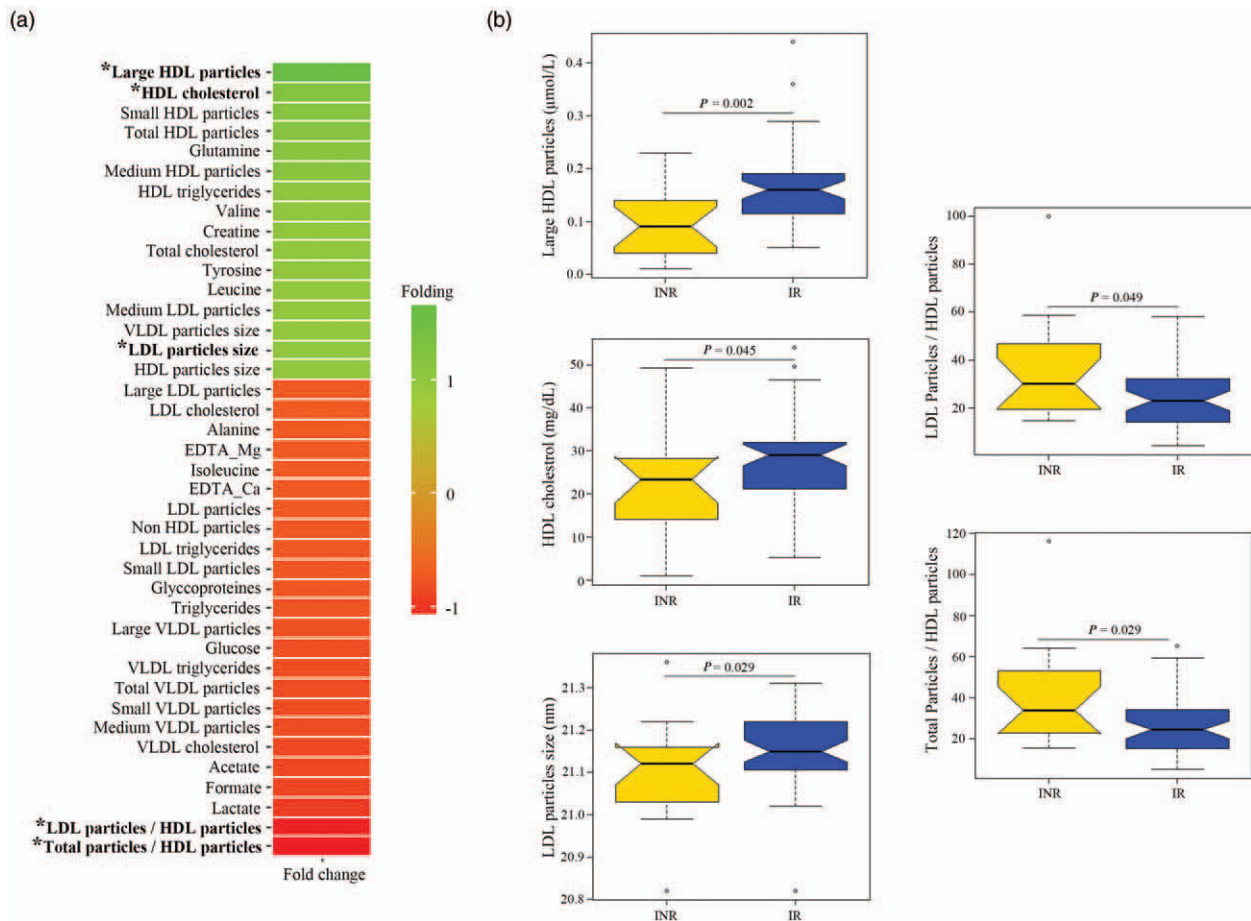 (a)
*Large HDL particles
*HDL cholesterol
Small HDL particles
Total HDL particles
Glutamine
Medium HDL particles
HDL triglycerides
Valine
Creatine
Total cholesterol
Tyrosine
Leucine
Medium LDL particles
VLDL particles size
*LDL particles size
HDL particles size
Large LDL particles
LDL cholesterol
Alanine
EDTA_Mg
Isoleucine
EDTA_Ca
LDL particles
Non HDL particles
LDL triglycerides
Small LDL particles
Glyccoproteines
Triglycerides
Large VLDL particles
Glucose
VLDL triglycerides
Total VLDL particles
Small VLDL particles
Medium VLDL particles
VLDL cholesterol
Acetate
Formate
Lactate
*LDL particles / HDL particles
*Total particles / HDL particles
Fold change
Folding
1
0
-1
(b)
Large HDL particles (μmol/L)
0.4
0.3
0.2
0.1
0.0
P = 0.002
INR
IR
HDL cholestrol (mg/dL)
50
40
30
20
10
0
P = 0.045
INR
IR
LDL particles size (nm)
21.3
21.2
21.1
21.0
20.9
20.8
P = 0.029
INR
IR
LDL Particles / HDL particles
100
80
60
40
20
P = 0.049
INR
IR
Total Particles / HDL particles
120
100
80
60
40
20
P = 0.029
INR
IR